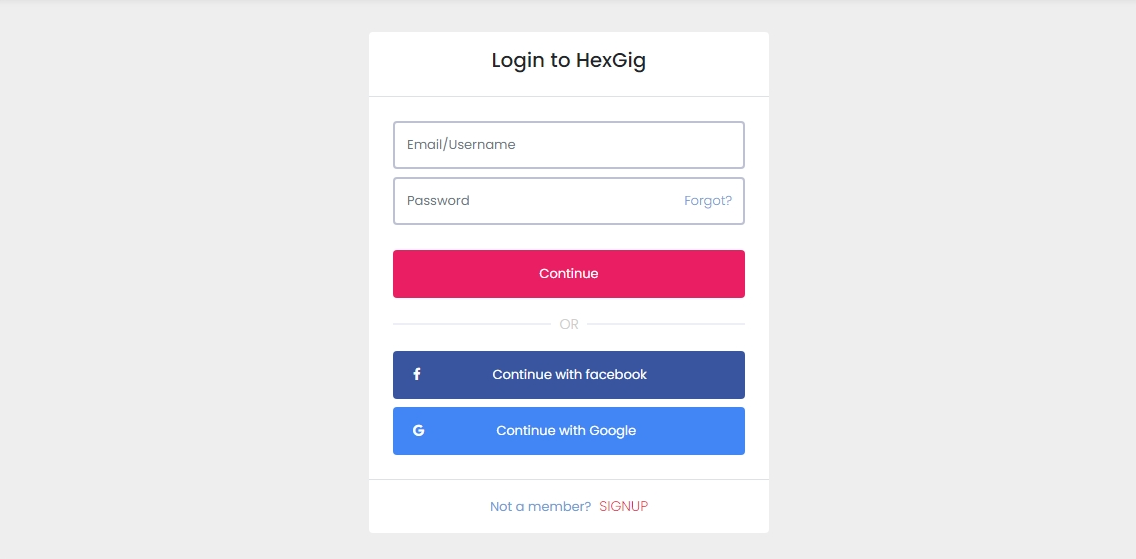 Login to HexGig
Email/Username
Password Forgot?
Continue
OR
Continue with facebook
Continue with Google
Not a member? SIGNUP